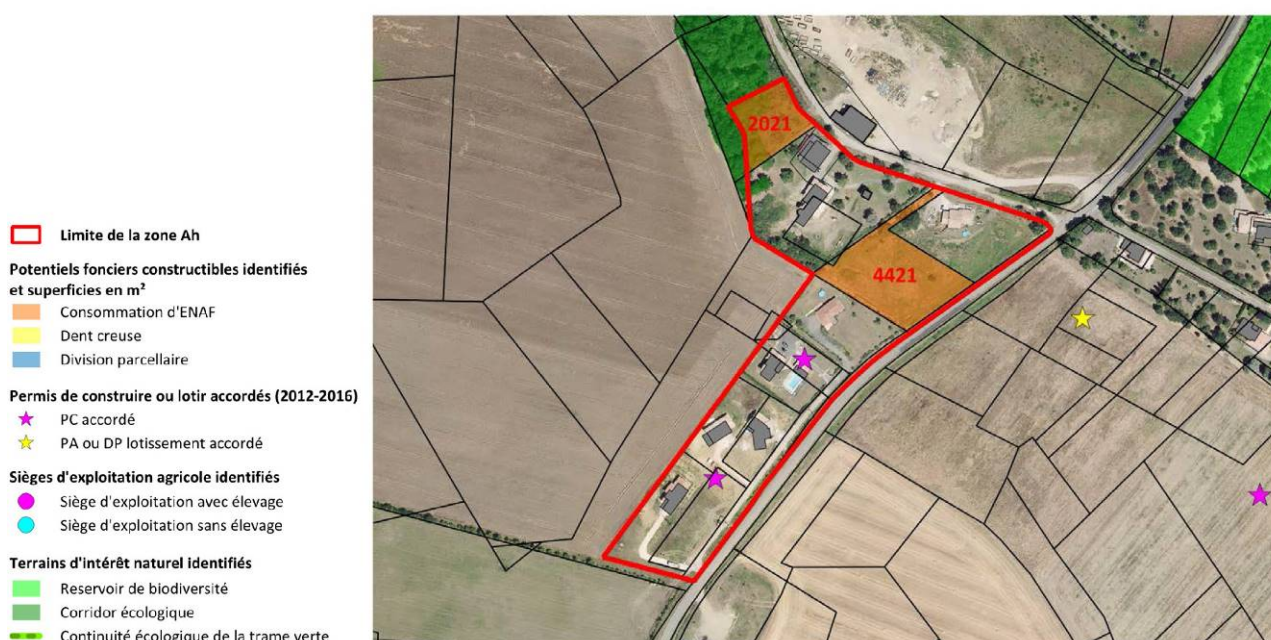 Limite de la zone Ah
Potentiels fonciers constructibles identifiés
et superficies en m²
Consommation d'ENAF
Dent creuse
Division parcellaire
Permis de construire ou lotir accordés (2012-2016)
PC accordé
PA ou DP lotissement accordé
Sièges d'exploitation agricole identifiés
Siège d'exploitation avec élevage
Siège d'exploitation sans élevage
Terrains d'intérêt naturel identifiés
Reservoir de biodiversité
Corridor écologique
Continuité écologique de la trame verte
2021
4421